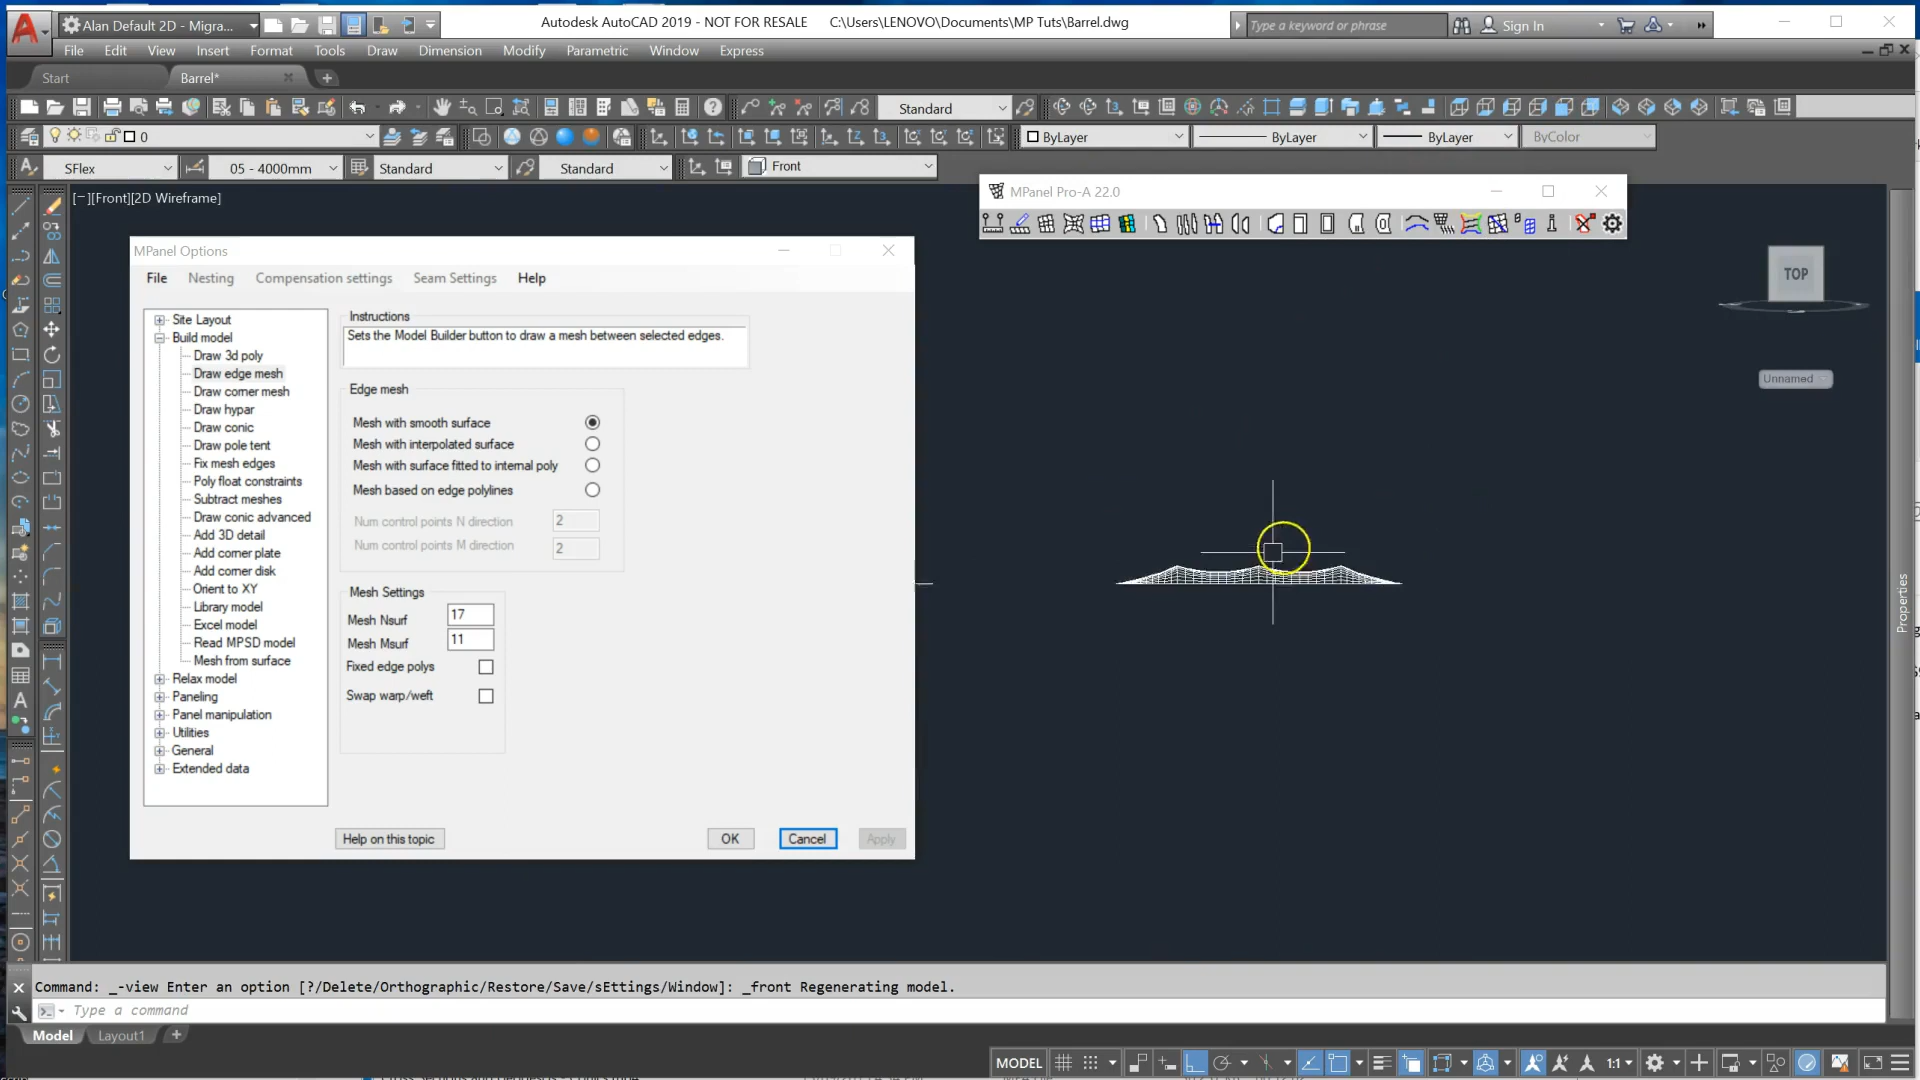 Alan Default 2D - Migra...
Autodesk AutoCAD 2019 - NOT FOR RESALE C:\Users\LENOVO\Documents\MP Tuts\Barrel.dwg
Type a keyword or phrase
Sign In
File Edit View Insert Format Tools Draw Dimension Modify Parametric Window Express
Start
Barrel*
Standard
0
ByLayer
ByLayer
ByLayer
ByColor
SFlex
05 - 4000mm
Standard
Standard
Front
[−][Front][2D Wireframe]
MPanel Pro-A 22.0
TOP
Unnamed
Properties
MPanel Options
File Nesting Compensation settings Seam Settings Help
Site Layout
Build model
Draw 3d poly
Draw edge mesh
Draw corner mesh
Draw hypar
Draw conic
Draw pole tent
Fix mesh edges
Poly float constraints
Subtract meshes
Draw conic advanced
Add 3D detail
Add corner plate
Add corner disk
Orient to XY
Library model
Excel model
Read MPSD model
Mesh from surface
Relax model
Paneling
Panel manipulation
Utilities
General
Extended data
Instructions
Sets the Model Builder button to draw a mesh between selected edges.
Edge mesh
Mesh with smooth surface
Mesh with interpolated surface
Mesh with surface fitted to internal poly
Mesh based on edge polylines
Num control points N direction 2
Num control points M direction 2
Mesh Settings
Mesh Nsurf 17
Mesh Msurf 11
Fixed edge polys
Swap warp/weft
Help on this topic
OK
Cancel
Apply
Command: _-view Enter an option [?/Delete/Orthographic/Restore/Save/sEttings/Window]: _front Regenerating model.
Type a command
Model
Layout1
MODEL
1:1